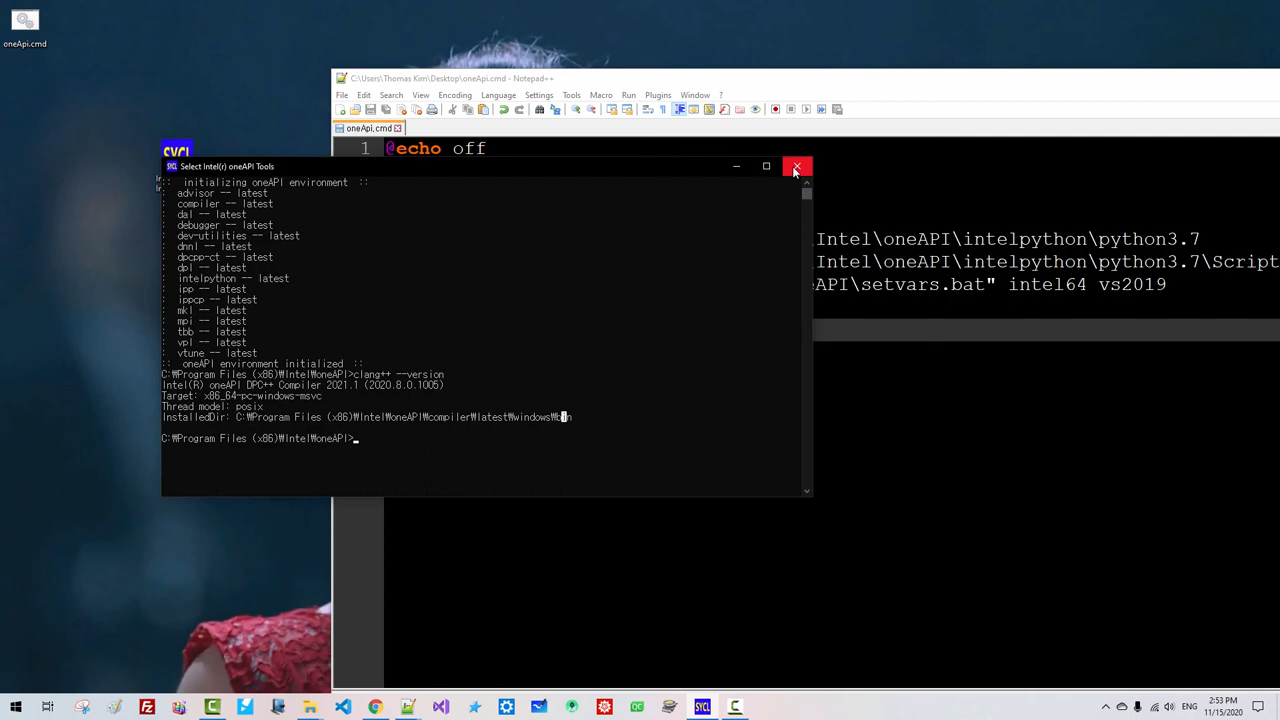 oneApi.cmd
C:\Users\Thomas Kim\Desktop\oneApi.cmd - Notepad++
File Edit Search View Encoding Language Settings Tools Macro Run Plugins Window ?
oneApi.cmd
1 @echo off
SYCL
SYCL Select Intel(r) oneAPI Tools
:: initializing oneAPI environment ::
: advisor -- latest
: compiler -- latest
: dal -- latest
: debugger -- latest
: dev-utilities -- latest
: dnnl -- latest
: dpcpp-ct -- latest
: dpl -- latest
: intelpython -- latest
: ipp -- latest
: ippcp -- latest
: mkl -- latest
: mpi -- latest
: tbb -- latest
: vpl -- latest
: vtune -- latest
:: oneAPI environment initialized ::
C:₩Program Files (x86)₩Intel₩oneAPI>clang++ --version
Intel(R) oneAPI DPC++ Compiler 2021.1 (2020.8.0.1005)
Target: x86_64-pc-windows-msvc
Thread model: posix
InstalledDir: C:₩Program Files (x86)₩Intel₩oneAPI₩compiler₩latest₩windows₩bin
C:₩Program Files (x86)₩Intel₩oneAPI>
Intel\oneAPI\intelpython\python3.7
Intel\oneAPI\intelpython\python3.7\Script
eAPI\setvars.bat" intel64 vs2019
SYCL
ENG
2:53 PM
11/15/2020